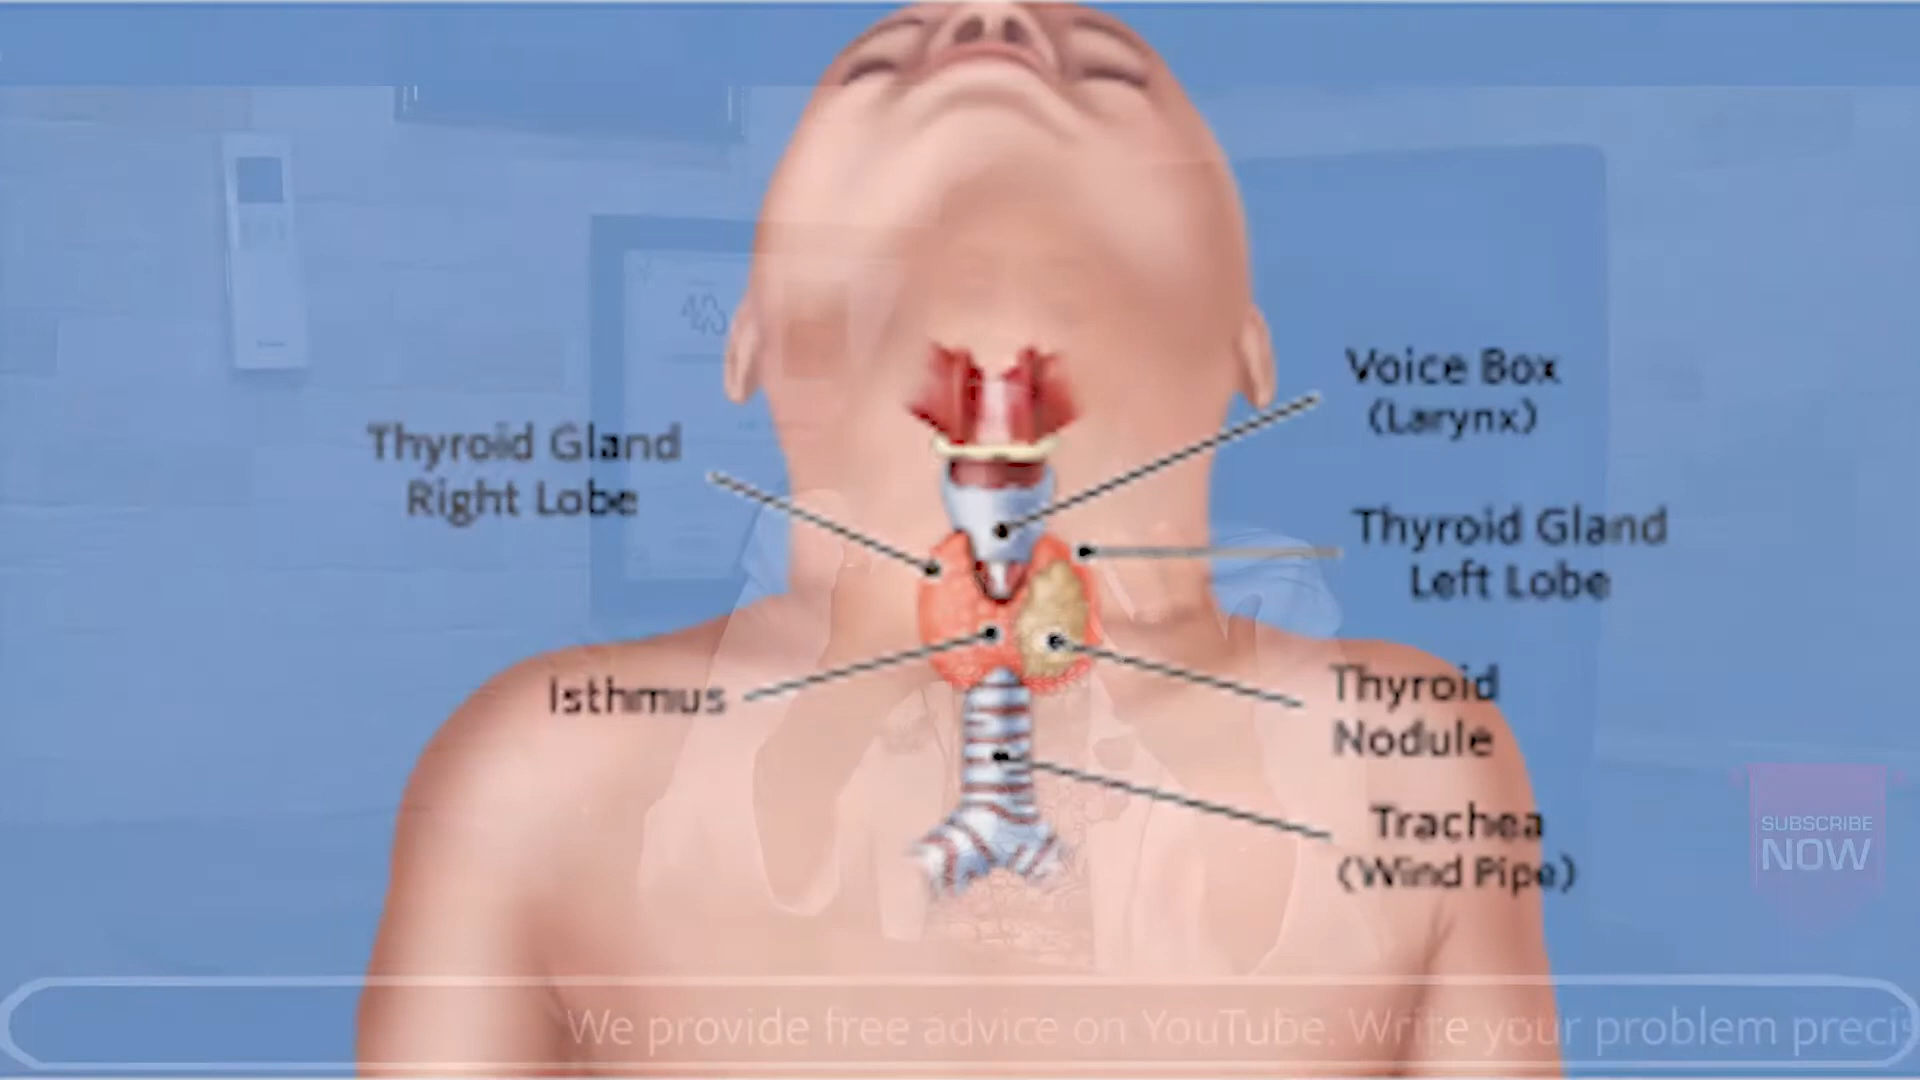 Voice Box
(Larynx)
Thyroid Gland
Right Lobe
Thyroid Gland
Left Lobe
Isthmus
Thyroid
Nodule
Trachea
(Wind Pipe)
SUBSCRIBE
NOW
We provide free advice on YouTube. Write your problem precis